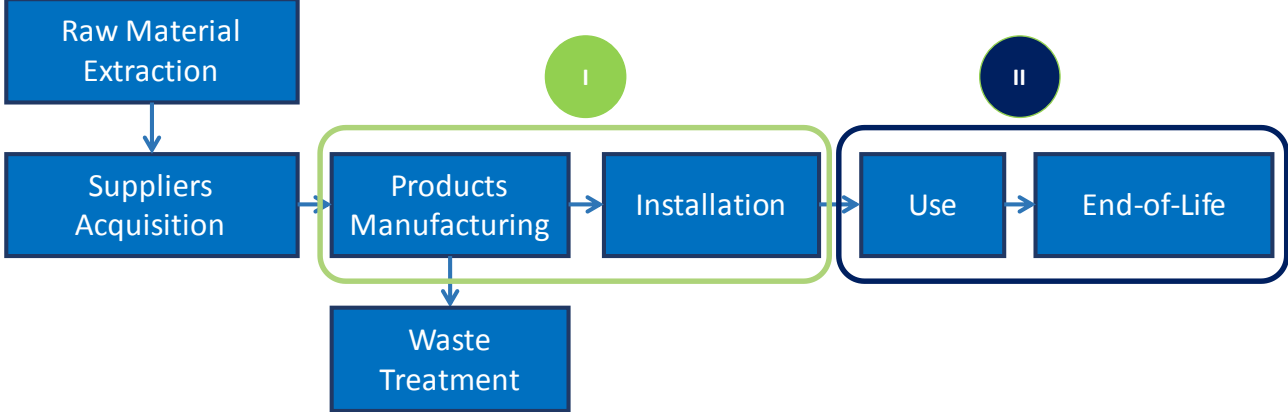 Raw Material
Extraction
I
II
Suppliers
Acquisition
Products
Manufacturing
Installation
Use
End-of-Life
Waste
Treatment